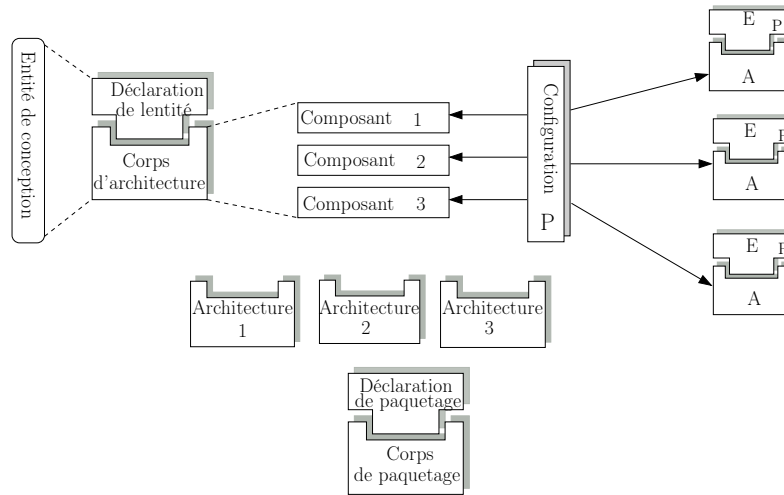 Entité de conception
Déclaration
de lentité
Corps
d'architecture
Composant 1
Composant 2
Composant 3
Configuration
P
E
P
A
E
P
A
E
P
A
Architecture
1
Architecture
2
Architecture
3
Déclaration
de paquetage
Corps
de paquetage